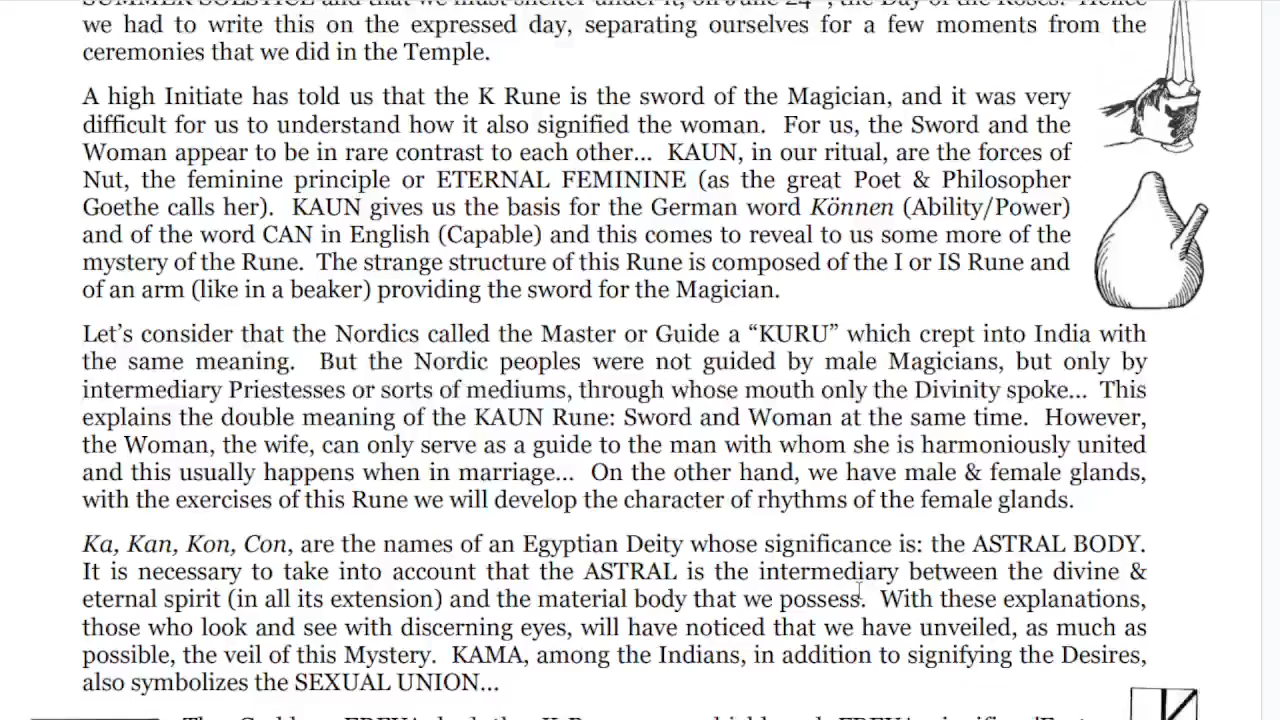 SUMMER SOLSTICE and that we must shelter under it, on June 24th, the Day of the Roses. Hence
we had to write this on the expressed day, separating ourselves for a few moments from the
ceremonies that we did in the Temple.
A high Initiate has told us that the K Rune is the sword of the Magician, and it was very
difficult for us to understand how it also signified the woman. For us, the Sword and the
Woman appear to be in rare contrast to each other... KAUN, in our ritual, are the forces of
Nut, the feminine principle or ETERNAL FEMININE (as the great Poet & Philosopher
Goethe calls her). KAUN gives us the basis for the German word Können (Ability/Power)
and of the word CAN in English (Capable) and this comes to reveal to us some more of the
mystery of the Rune. The strange structure of this Rune is composed of the I or IS Rune and
of an arm (like in a beaker) providing the sword for the Magician.
Let's consider that the Nordics called the Master or Guide a “KURU” which crept into India with
the same meaning. But the Nordic peoples were not guided by male Magicians, but only by
intermediary Priestesses or sorts of mediums, through whose mouth only the Divinity spoke... This
explains the double meaning of the KAUN Rune: Sword and Woman at the same time. However,
the Woman, the wife, can only serve as a guide to the man with whom she is harmoniously united
and this usually happens when in marriage... On the other hand, we have male & female glands,
with the exercises of this Rune we will develop the character of rhythms of the female glands.
Ka, Kan, Kon, Con, are the names of an Egyptian Deity whose significance is: the ASTRAL BODY.
It is necessary to take into account that the ASTRAL is the intermediary between the divine &
eternal spirit (in all its extension) and the material body that we possess. With these explanations,
those who look and see with discerning eyes, will have noticed that we have unveiled, as much as
possible, the veil of this Mystery. KAMA, among the Indians, in addition to signifying the Desires,
also symbolizes the SEXUAL UNION...